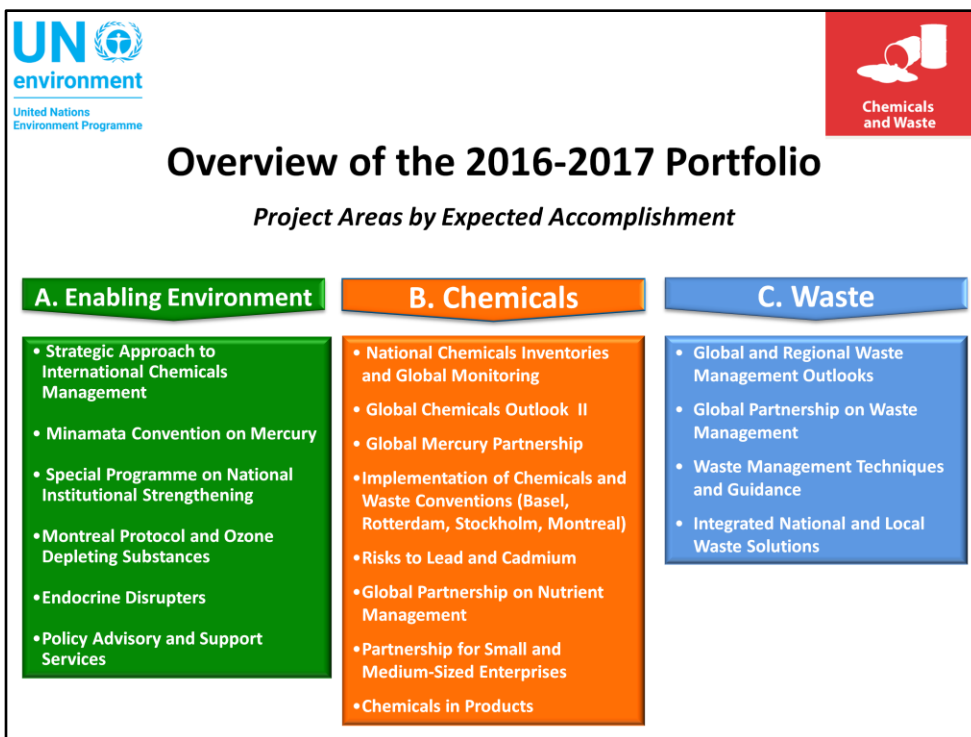 UN
environment
United Nations
Environment Programme
Chemicals
and Waste
Overview of the 2016-2017 Portfolio
Project Areas by Expected Accomplishment
A. Enabling Environment
• Strategic Approach to
International Chemicals
Management
• Minamata Convention on Mercury
• Special Programme on National
Institutional Strengthening
• Montreal Protocol and Ozone
Depleting Substances
• Endocrine Disrupters
• Policy Advisory and Support
Services
B. Chemicals
• National Chemicals Inventories
and Global Monitoring
• Global Chemicals Outlook II
• Global Mercury Partnership
• Implementation of Chemicals and
Waste Conventions (Basel,
Rotterdam, Stockholm, Montreal)
• Risks to Lead and Cadmium
• Global Partnership on Nutrient
Management
• Partnership for Small and
Medium-Sized Enterprises
• Chemicals in Products
C. Waste
• Global and Regional Waste
Management Outlooks
• Global Partnership on Waste
Management
• Waste Management Techniques
and Guidance
• Integrated National and Local
Waste Solutions